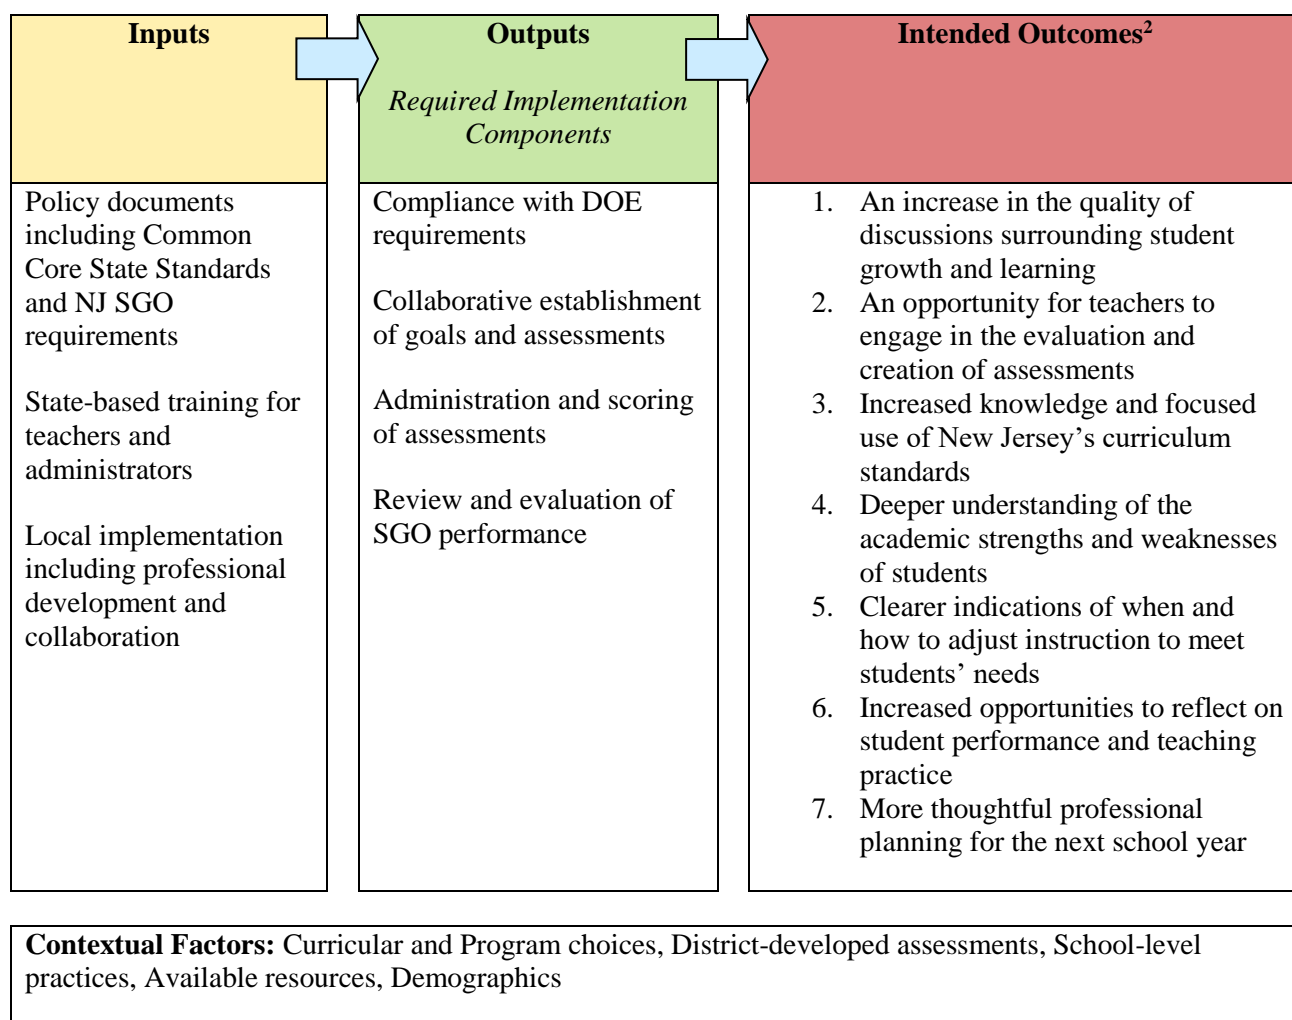 Inputs
Policy documents
including Common
Core State Standards
and NJ SGO
requirements
State-based training for
teachers and
administrators
Local implementation
including professional
development and
collaboration
Outputs
Required Implementation
Components
Compliance with DOE
requirements
Collaborative establishment
of goals and assessments
Administration and scoring
of assessments
Review and evaluation of
SGO performance
Intended Outcomes²
1. An increase in the quality of
discussions surrounding student
growth and learning
2. An opportunity for teachers to
engage in the evaluation and
creation of assessments
3. Increased knowledge and focused
use of New Jersey’s curriculum
standards
4. Deeper understanding of the
academic strengths and weaknesses
of students
5. Clearer indications of when and
how to adjust instruction to meet
students’ needs
6. Increased opportunities to reflect on
student performance and teaching
practice
7. More thoughtful professional
planning for the next school year
Contextual Factors: Curricular and Program choices, District-developed assessments, School-level
practices, Available resources, Demographics